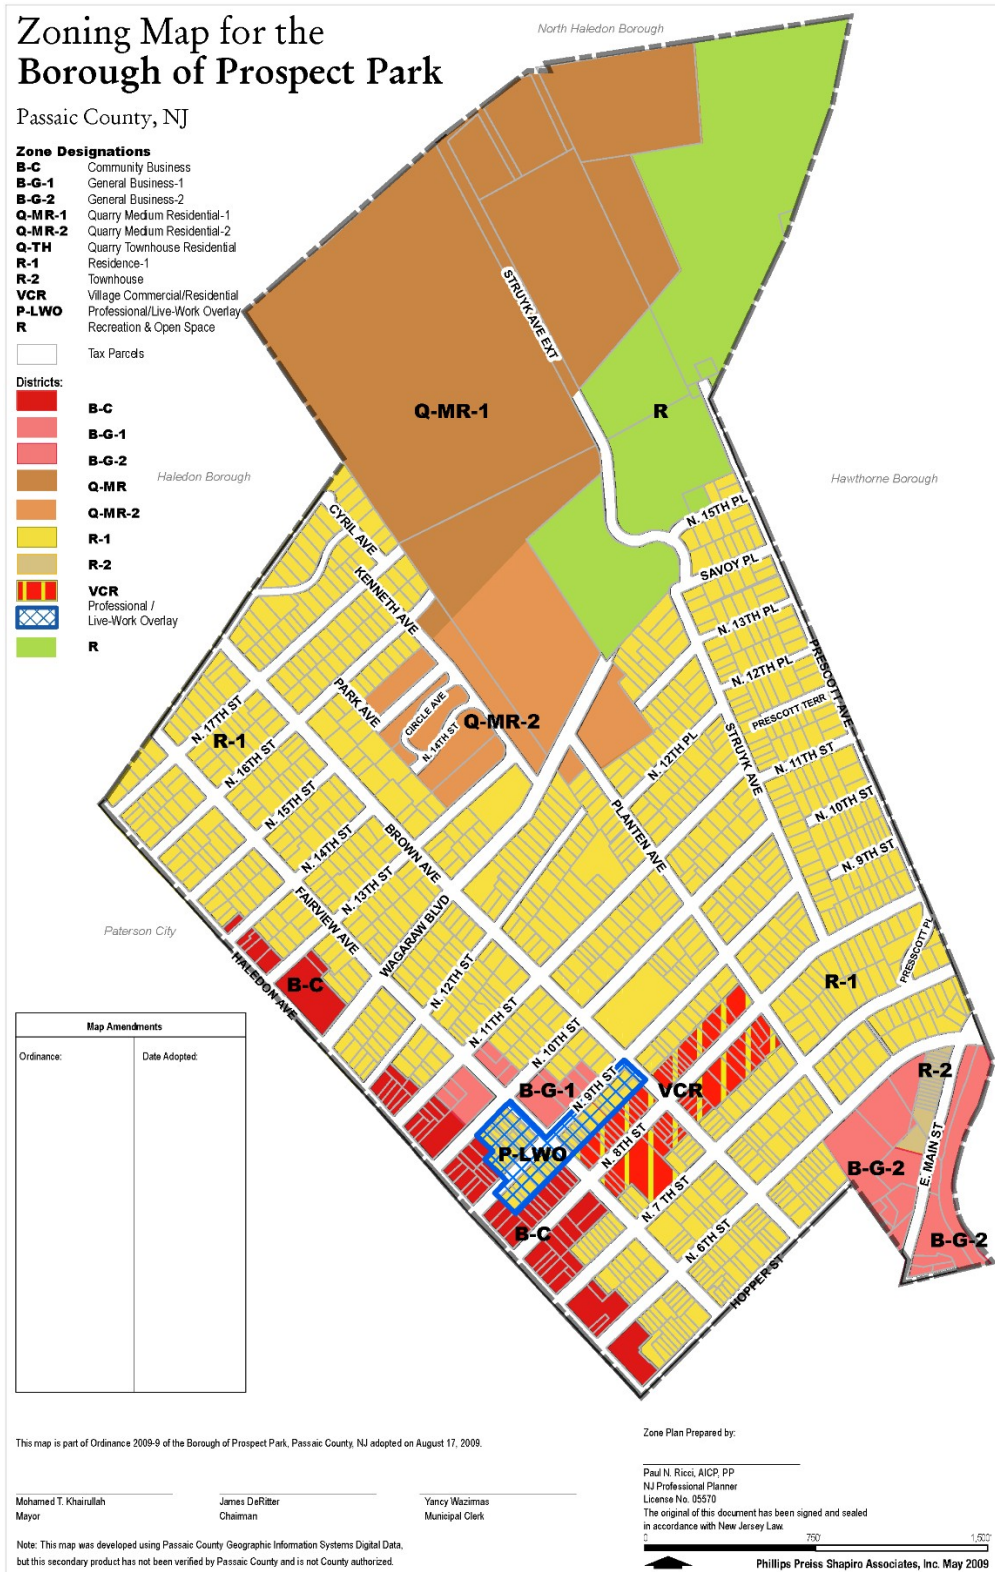 Zoning Map for the
Borough of Prospect Park
Passaic County, NJ
Zone Designations
B-C Community Business
B-G-1 General Business-1
B-G-2 General Business-2
Q-MR-1 Quarry Medium Residential-1
Q-MR-2 Quarry Medium Residential-2
Q-TH Quarry Townhouse Residential
R-1 Residence-1
R-2 Townhouse
VCR Village Commercial/Residential
P-LWO Professional/Live-Work Overlay
R Recreation & Open Space
Tax Parcels
Districts:
B-C
B-G-1
B-G-2
Q-MR
Q-MR-2
R-1
R-2
VCR
Professional /
Live-Work Overlay
R
North Haledon Borough
Haledon Borough
Hawthorne Borough
Paterson City
STRUYK AVE EXT
Q-MR-1
R
CYRIL AVE
KENNETH AVE
N. 15TH PL
SAVOY PL
N. 13TH PL
N. 12TH PL
PRESCOTT TERR
PRESCOTT AVE
PARK AVE
CIRCLE AVE
N. 14TH ST
Q-MR-2
N. 17TH ST
R-1
N. 16TH ST
N. 15TH ST
N. 14TH ST
N. 13TH ST
BROWN AVE
FAIRVIEW AVE
WAGARAW BLVD
N. 12TH PL
STRUYK AVE
PLANTEN AVE
N. 11TH ST
N. 10TH ST
N. 9TH ST
PRESSCOTT PL
R-1
HALEDON AVE
B-C
N. 12TH ST
N. 11TH ST
N. 10TH ST
N. 9TH ST
B-G-1
VCR
P-LWO
N. 8TH ST
N. 7 TH ST
N. 6TH ST
HOPPER ST
B-C
R-2
E. MAIN ST
B-G-2
B-G-2
Map Amendments
Ordinance: Date Adopted:
This map is part of Ordinance 2009-9 of the Borough of Prospect Park, Passaic County, NJ adopted on August 17, 2009.
Mohamed T. Khairullah James DeRitter Yancy Wazirmas
Mayor Chairman Municipal Clerk
Note: This map was developed using Passaic County Geographic Information Systems Digital Data,
but this secondary product has not been verified by Passaic County and is not County authorized.
Zone Plan Prepared by:
Paul N. Ricci, AICP, PP
NJ Professional Planner
License No. 05570
The original of this document has been signed and sealed
in accordance with New Jersey Law.
0 750' 1,500'
Phillips Preiss Shapiro Associates, Inc. May 2009